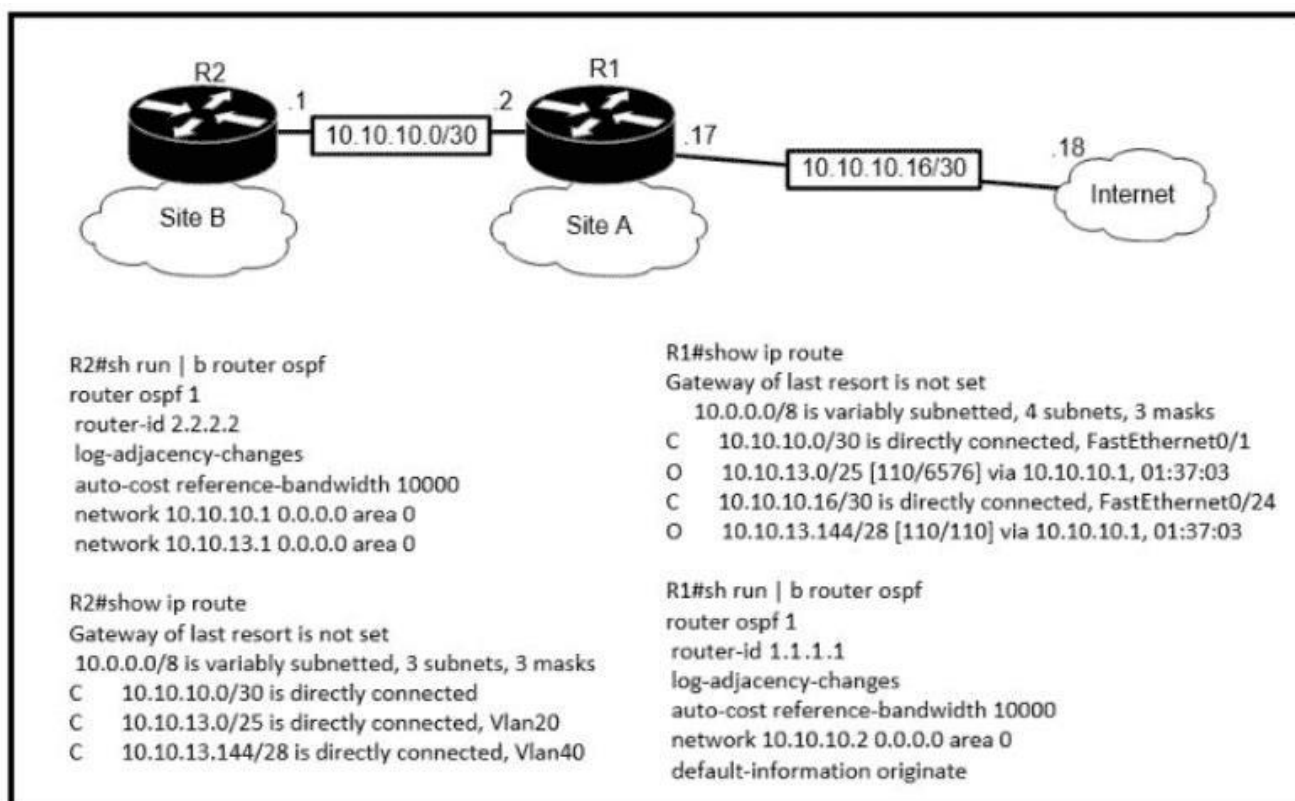 R2
R1
.1
.2
10.10.10.0/30
.17
.18
10.10.10.16/30
Internet
Site B
Site A
R2#sh run | b router ospf
router ospf 1
router-id 2.2.2.2
log-adjacency-changes
auto-cost reference-bandwidth 10000
network 10.10.10.1 0.0.0.0 area 0
network 10.10.13.1 0.0.0.0 area 0
R2#show ip route
Gateway of last resort is not set
10.0.0.0/8 is variably subnetted, 3 subnets, 3 masks
C 10.10.10.0/30 is directly connected
C 10.10.13.0/25 is directly connected, Vlan20
C 10.10.13.144/28 is directly connected, Vlan40
R1#show ip route
Gateway of last resort is not set
10.0.0.0/8 is variably subnetted, 4 subnets, 3 masks
C 10.10.10.0/30 is directly connected, FastEthernet0/1
O 10.10.13.0/25 [110/6576] via 10.10.10.1, 01:37:03
C 10.10.10.16/30 is directly connected, FastEthernet0/24
O 10.10.13.144/28 [110/110] via 10.10.10.1, 01:37:03
R1#sh run | b router ospf
router ospf 1
router-id 1.1.1.1
log-adjacency-changes
auto-cost reference-bandwidth 10000
network 10.10.10.2 0.0.0.0 area 0
default-information originate